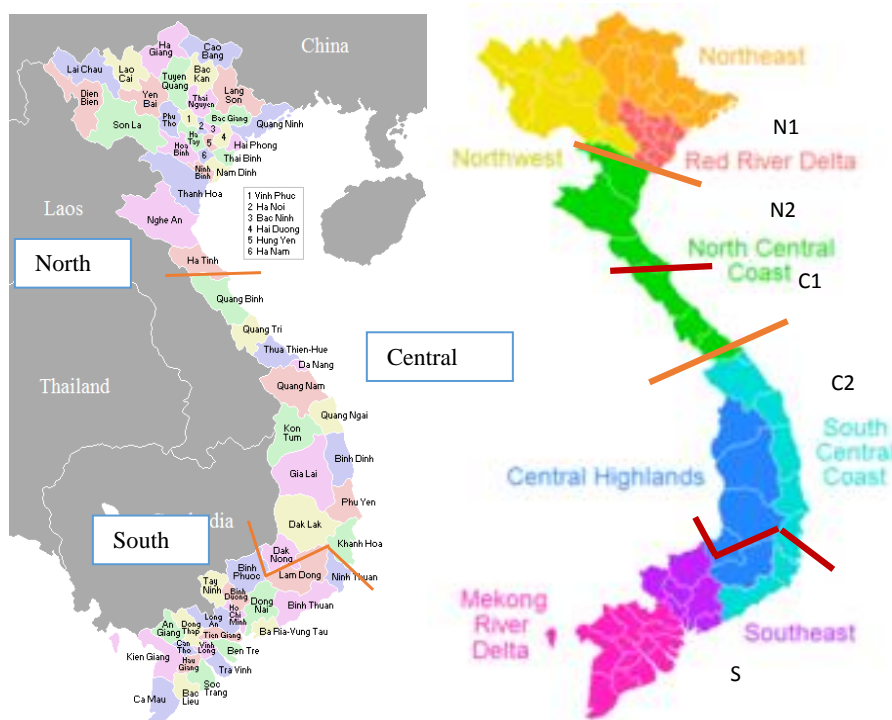 China
Ha
Giang
Cao
Bang
Lai Chau
Lao
Cai
Tuyen
Quang
Bac
Kan
Dien
Bien
Yen
Bai
Thai
Nguyen
Lang
Son
Son La
Phu
Tho
1
Bac Giang
2
3
Quang Ninh
Ha
Tay
4
5
Hoa
Binh
6
Hai Phong
Thai Binh
Ninh
Binh
Nam Dinh
Thanh Hoa
1 Vinh Phuc
2 Ha Noi
3 Bac Ninh
4 Hai Duong
5 Hung Yen
6 Ha Nam
Laos
Nghe An
North
Ha Tinh
Quang Binh
Quang Tri
Thua Thien-Hue
Central
Da Nang
Thailand
Quang Nam
Quang Ngai
Kon
Tum
Binh Dinh
Gia Lai
Phu Yen
Dak Lak
South
Khanh Hoa
Dak
Nong
Binh
Phuoc
Lam Dong
Ninh Thuan
Tay
Ninh
Binh
Duong
Dong
Nai
Binh Thuan
Ho
Chi
Minh
Long
An
An
Giang
Dong
Thap
Tien Giang
Ba Ria-Vung Tau
Can
Tho
Vinh
Long
Ben Tre
Kien Giang
Hau
Giang
Tra Vinh
Soc
Trang
Ca Mau
Bac
Lieu
Northeast
N1
Northwest
Red River Delta
N2
North Central
Coast
C1
C2
South
Central
Coast
Central Highlands
Mekong
River
Delta
Southeast
S